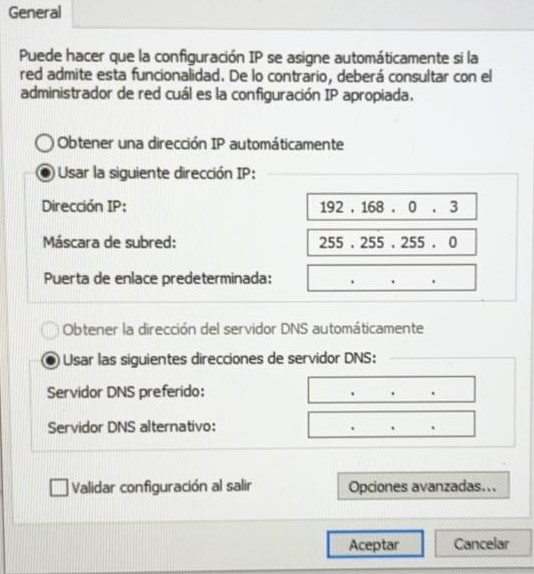 General
Puede hacer que la configuración IP se asigne automáticamente si la
red admite esta funcionalidad. De lo contrario, deberá consultar con el
administrador de red cuál es la configuración IP apropiada.
Obtener una dirección IP automáticamente
Usar la siguiente dirección IP:
Dirección IP: 192 . 168 . 0 . 3
Máscara de subred: 255 . 255 . 255 . 0
Puerta de enlace predeterminada: . . .
Obtener la dirección del servidor DNS automáticamente
Usar las siguientes direcciones de servidor DNS:
Servidor DNS preferido: . . .
Servidor DNS alternativo: . . .
Validar configuración al salir
Opciones avanzadas...
Aceptar Cancelar